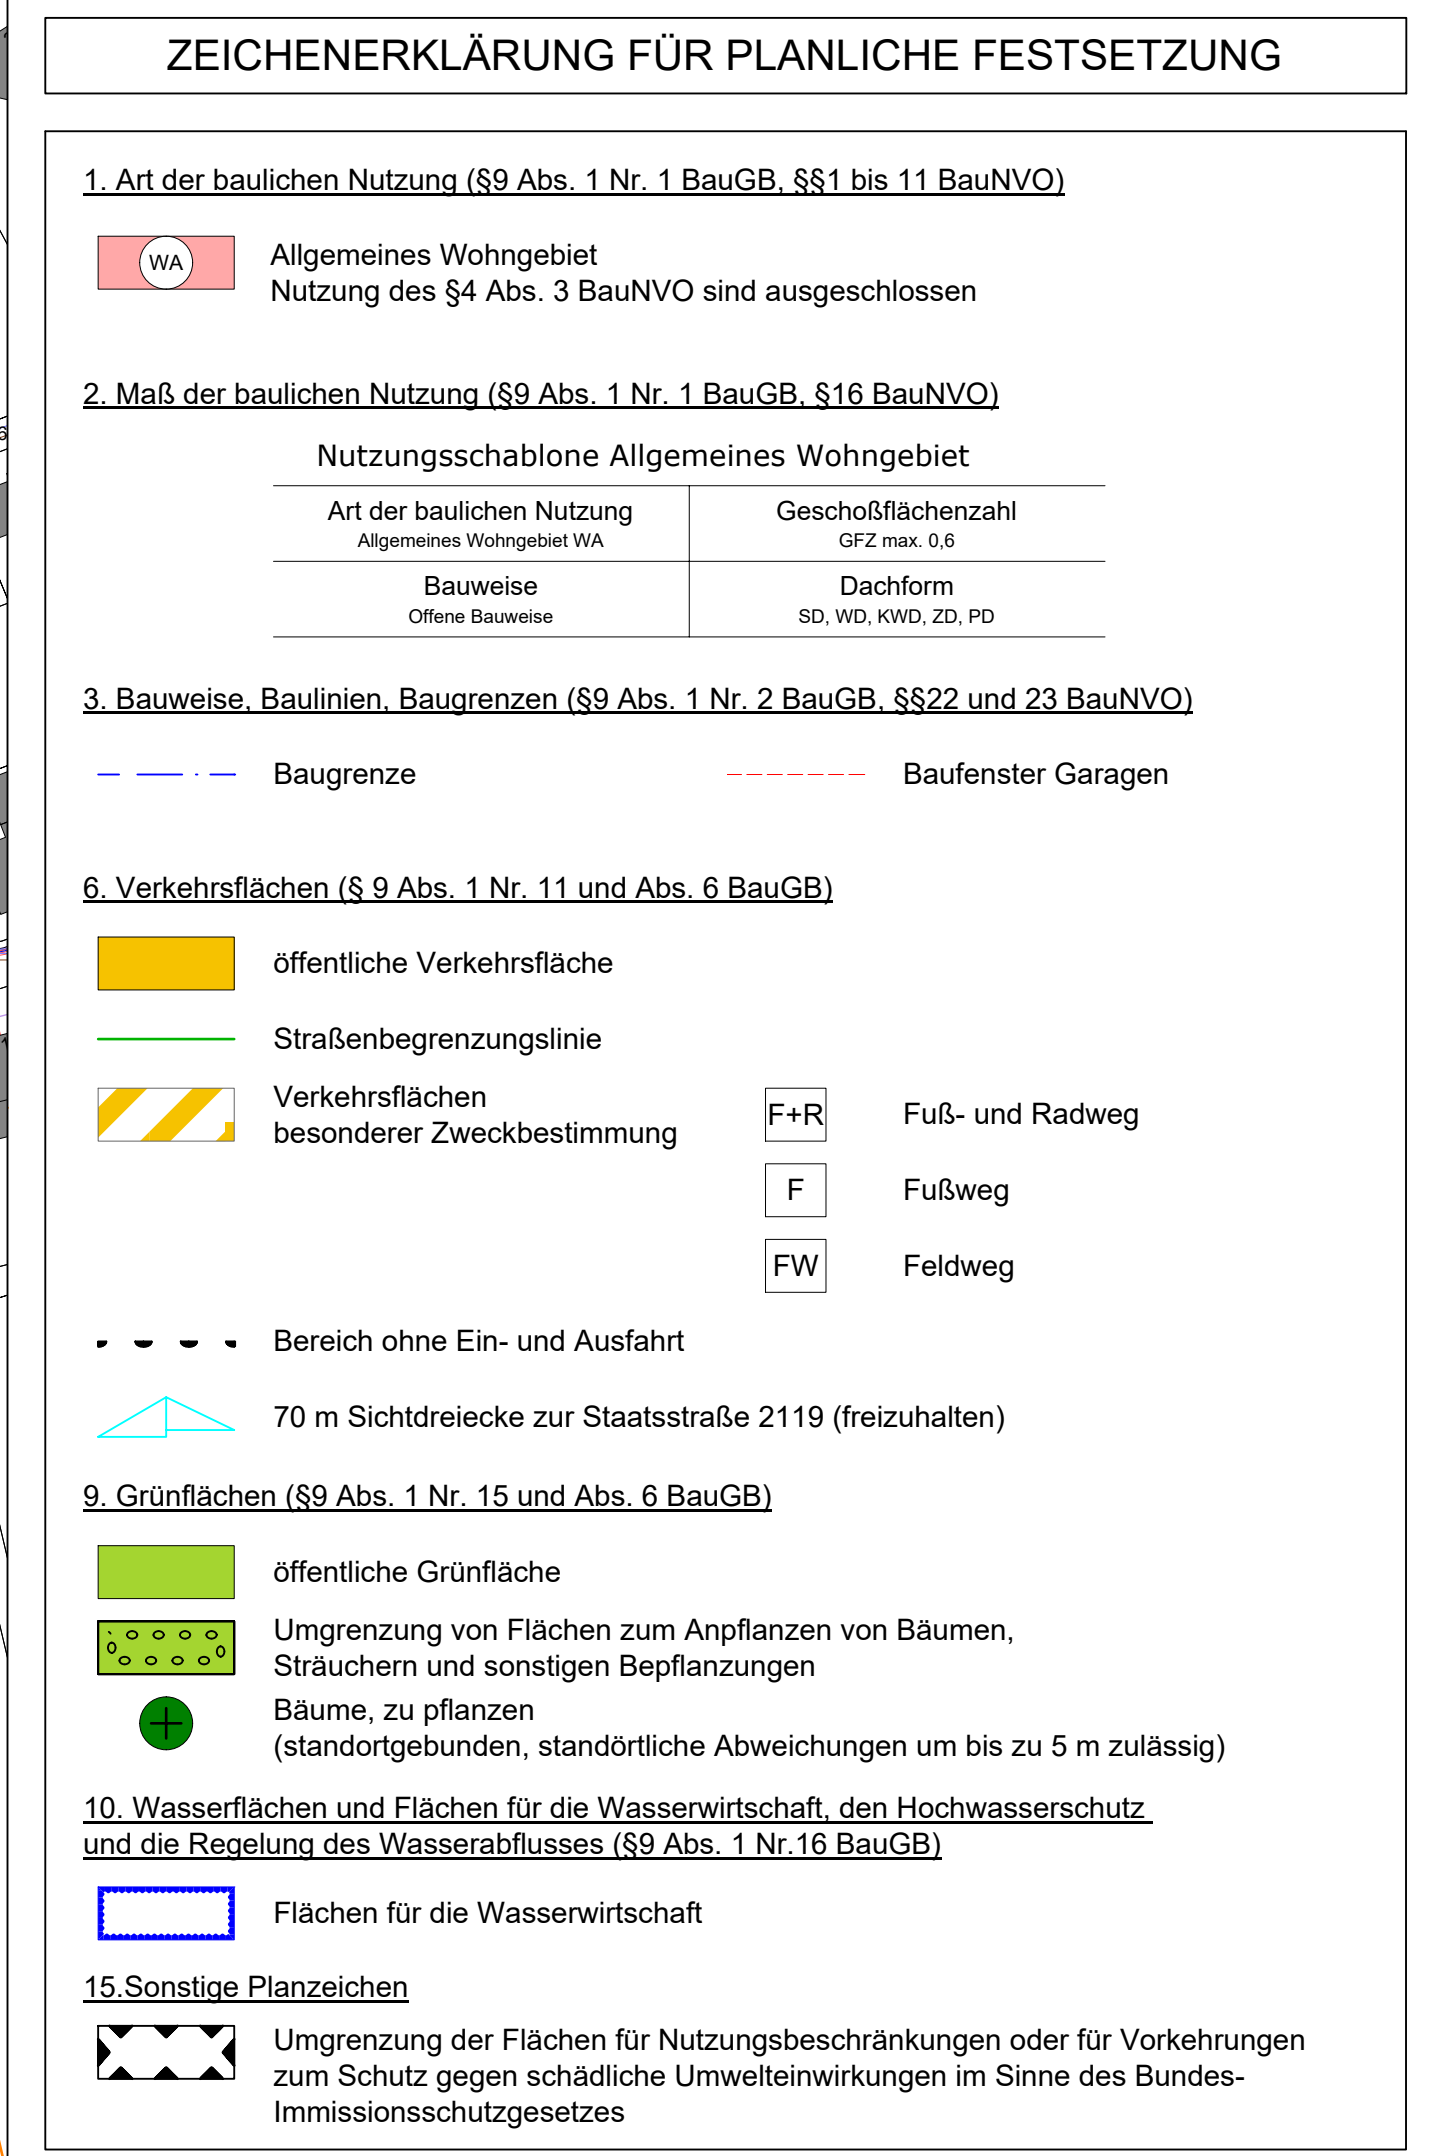 ZEICHENERKLÄRUNG FÜR PLANLICHE FESTSETZUNG
1. Art der baulichen Nutzung (§9 Abs. 1 Nr. 1 BauGB, §§1 bis 11 BauNVO)
WA
Allgemeines Wohngebiet
Nutzung des §4 Abs. 3 BauNVO sind ausgeschlossen
2. Maß der baulichen Nutzung (§9 Abs. 1 Nr. 1 BauGB, §16 BauNVO)
Nutzungsschablone Allgemeines Wohngebiet
Art der baulichen Nutzung
Allgemeines Wohngebiet WA
Geschoßflächenzahl
GFZ max. 0,6
Bauweise
Offene Bauweise
Dachform
SD, WD, KWD, ZD, PD
3. Bauweise, Baulinien, Baugrenzen (§9 Abs. 1 Nr. 2 BauGB, §§22 und 23 BauNVO)
Baugrenze
Baufenster Garagen
6. Verkehrsflächen (§ 9 Abs. 1 Nr. 11 und Abs. 6 BauGB)
öffentliche Verkehrsfläche
Straßenbegrenzungslinie
Verkehrsflächen
besonderer Zweckbestimmung
F+R Fuß- und Radweg
F Fußweg
FW Feldweg
Bereich ohne Ein- und Ausfahrt
70 m Sichtdreiecke zur Staatsstraße 2119 (freizuhalten)
9. Grünflächen (§9 Abs. 1 Nr. 15 und Abs. 6 BauGB)
öffentliche Grünfläche
Umgrenzung von Flächen zum Anpflanzen von Bäumen,
Sträuchern und sonstigen Bepflanzungen
Bäume, zu pflanzen
(standortgebunden, standörtliche Abweichungen um bis zu 5 m zulässig)
10. Wasserflächen und Flächen für die Wasserwirtschaft, den Hochwasserschutz
und die Regelung des Wasserabflusses (§9 Abs. 1 Nr.16 BauGB)
Flächen für die Wasserwirtschaft
15.Sonstige Planzeichen
Umgrenzung der Flächen für Nutzungsbeschränkungen oder für Vorkehrungen
zum Schutz gegen schädliche Umwelteinwirkungen im Sinne des Bundes-
Immissionsschutzgesetzes